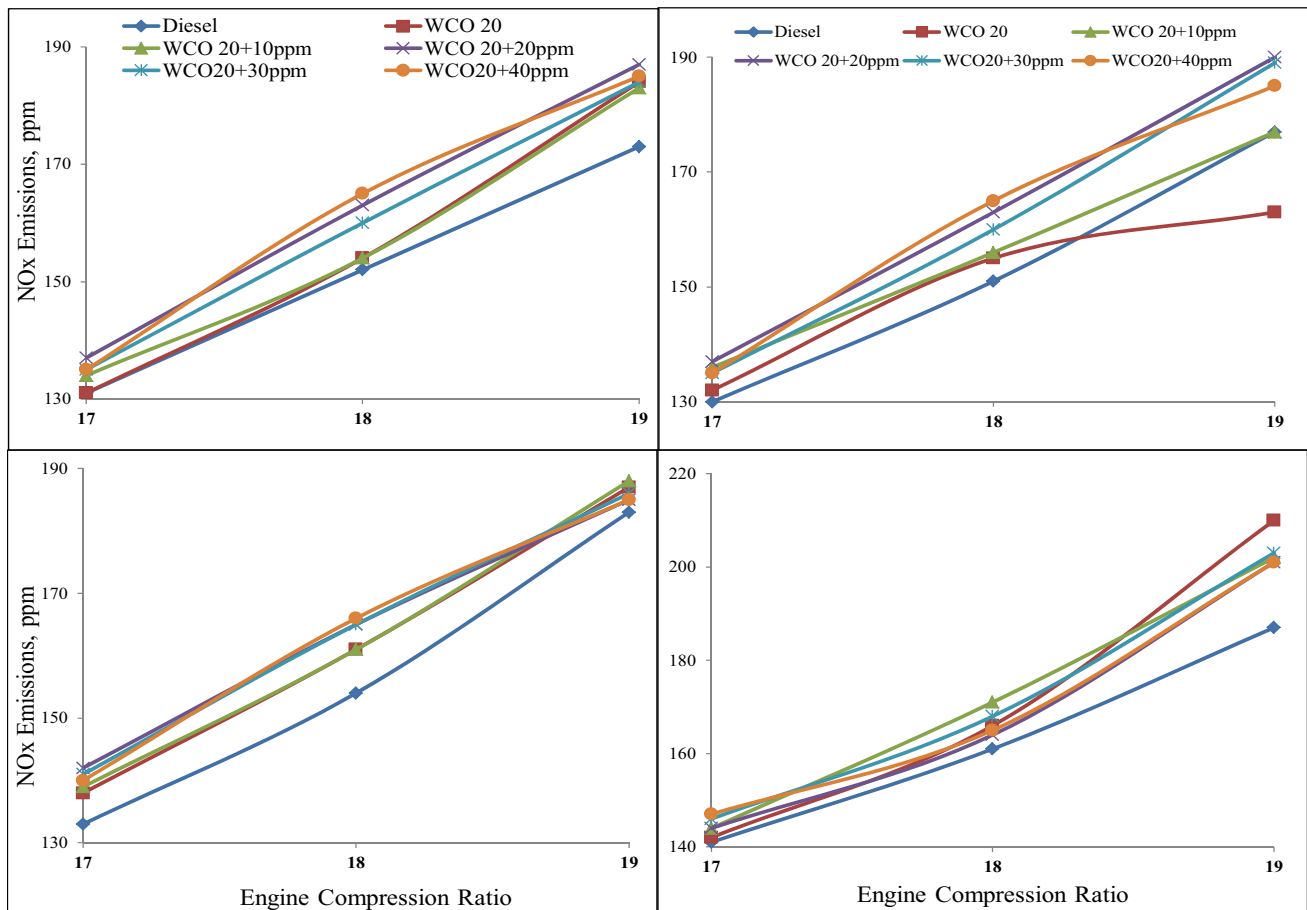 Diesel
WCO 20
WCO 20+10ppm
WCO 20+20ppm
WCO20+30ppm
WCO20+40ppm
NOx Emissions, ppm
190
170
150
130
17
18
19
Diesel
WCO 20
WCO 20+10ppm
WCO 20+20ppm
WCO20+30ppm
WCO20+40ppm
190
170
150
130
17
18
19
NOx Emissions, ppm
190
170
150
130
17
18
19
Engine Compression Ratio
220
200
180
160
140
17
18
19
Engine Compression Ratio